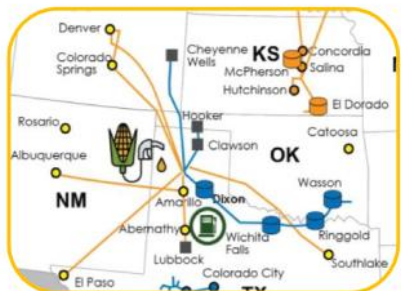 Denver
Colorado
Springs
Cheyenne
Wells
KS
Concordia
McPherson
Salina
Hutchinson
El Dorado
Hooker
Rosario
Clawson
Catoosa
OK
Albuquerque
NM
Wasson
Amarillo
Dixon
Abernathy
Wichita
Falls
Ringgold
Lubbock
Southlake
El Paso
Colorado City